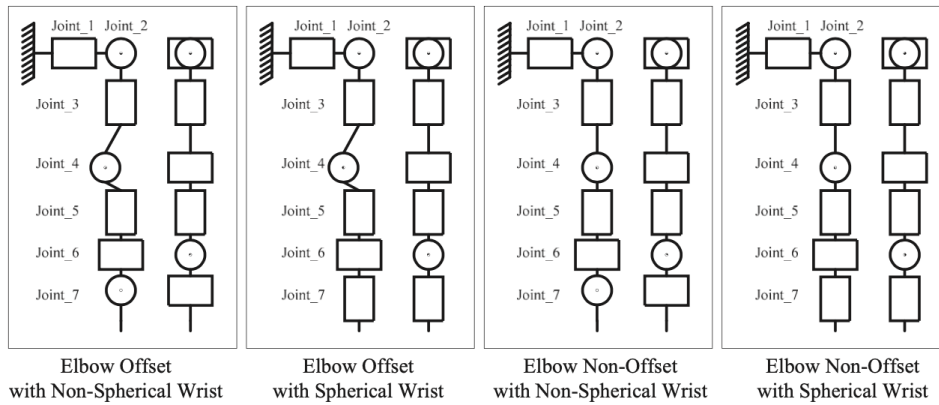 Joint_1 Joint_2
Joint_3
Joint_4
Joint_5
Joint_6
Joint_7
Elbow Offset
with Non-Spherical Wrist
Joint_1 Joint_2
Joint_3
Joint_4
Joint_5
Joint_6
Joint_7
Elbow Offset
with Spherical Wrist
Joint_1 Joint_2
Joint_3
Joint_4
Joint_5
Joint_6
Joint_7
Elbow Non-Offset
with Non-Spherical Wrist
Joint_1 Joint_2
Joint_3
Joint_4
Joint_5
Joint_6
Joint_7
Elbow Non-Offset
with Spherical Wrist